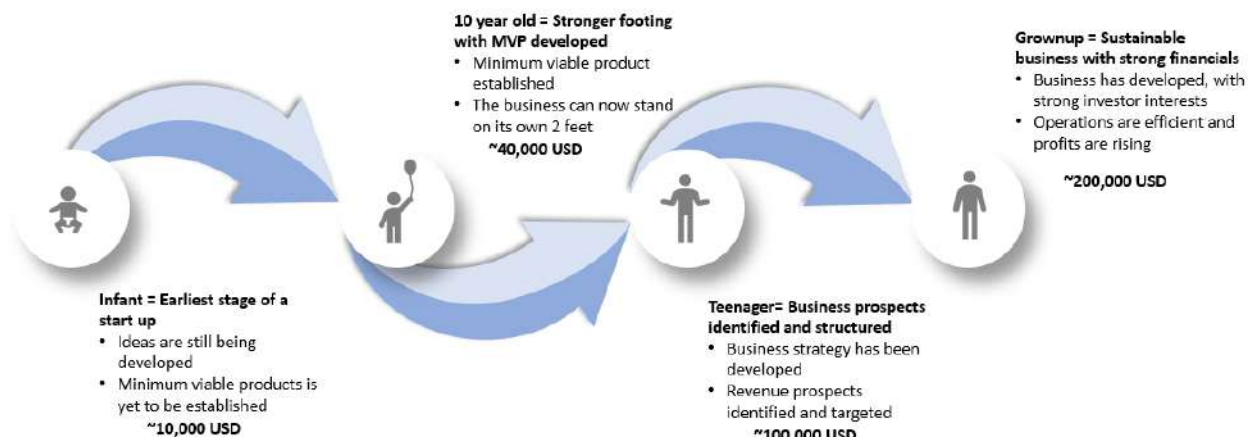 10 year old = Stronger footing
with MVP developed
• Minimum viable product
established
• The business can now stand
on its own 2 feet
~40,000 USD
Grownup = Sustainable
business with strong financials
• Business has developed, with
strong investor interests
• Operations are efficient and
profits are rising
~200,000 USD
Infant = Earliest stage of a
start up
• Ideas are still being
developed
• Minimum viable products is
yet to be established
~10,000 USD
Teenager= Business prospects
identified and structured
• Business strategy has been
developed
• Revenue prospects
identified and targeted
~100,000 USD